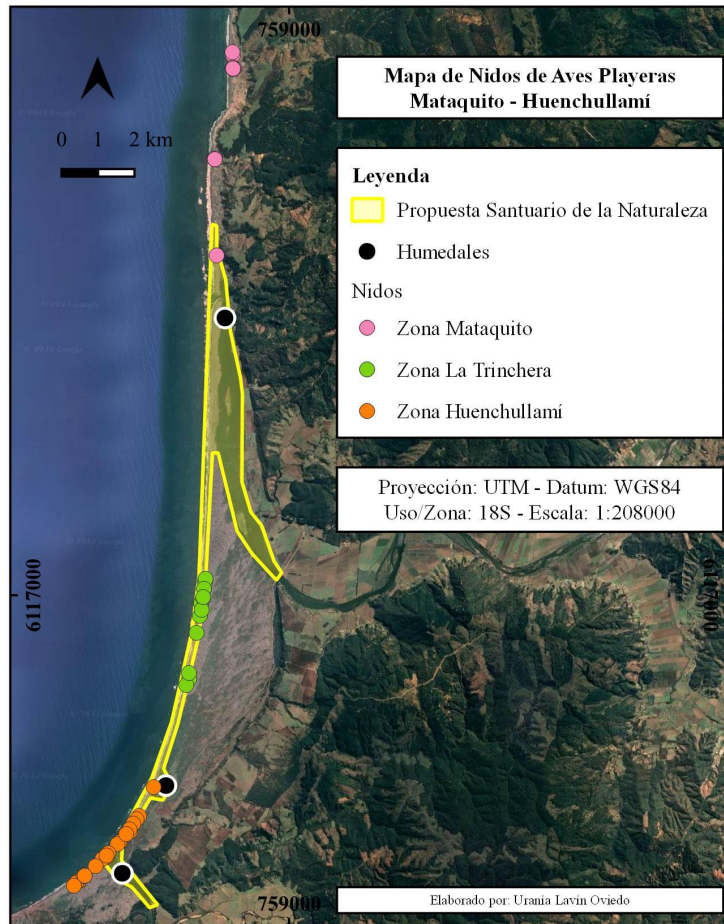 759000
Mapa de Nidos de Aves Playeras
Mataquito - Huenchullamí
0 1 2 km
Leyenda
Propuesta Santuario de la Naturaleza
Humedales
Nidos
Zona Mataquito
Zona La Trinchera
Zona Huenchullamí
Proyección: UTM - Datum: WGS84
Uso/Zona: 18S - Escala: 1:208000
6117000
6117000
759000
Elaborado por: Urania Lavín Oviedo